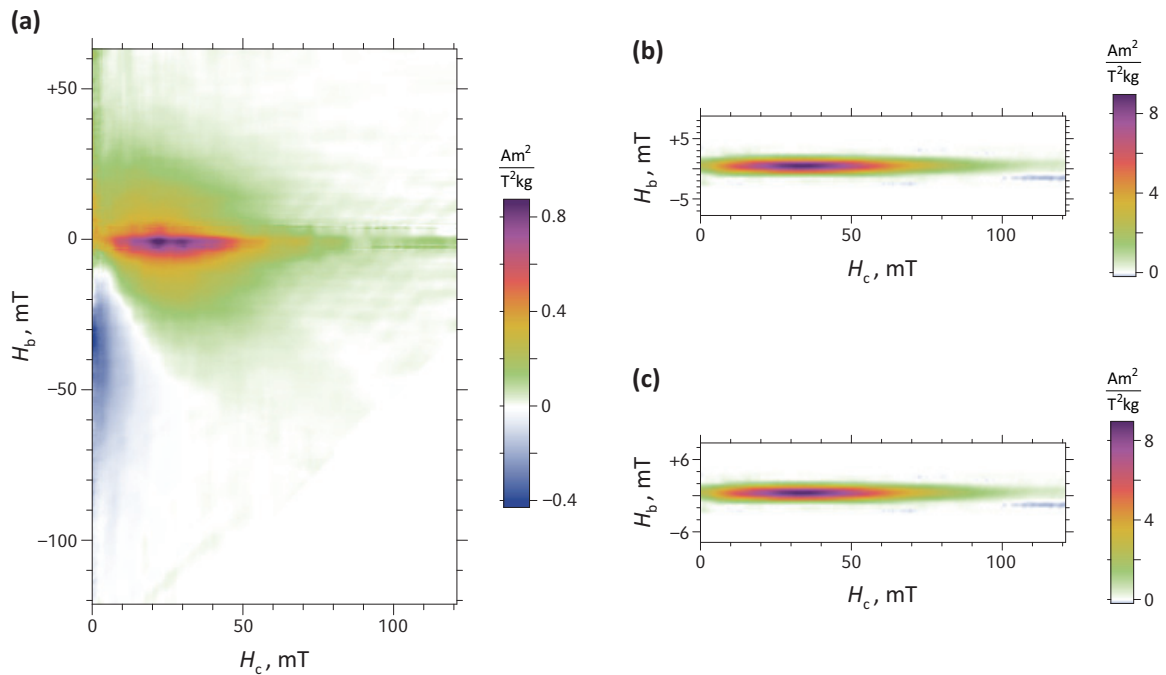 (a)
+50
0
−50
−100
H_b, mT
0 50 100
H_c, mT
Am²
T²kg
0.8
0.4
0
−0.4
(b)
+5
−5
H_b, mT
0 50 100
H_c, mT
Am²
T²kg
8
4
0
(c)
+6
−6
H_b, mT
0 50 100
H_c, mT
Am²
T²kg
8
4
0